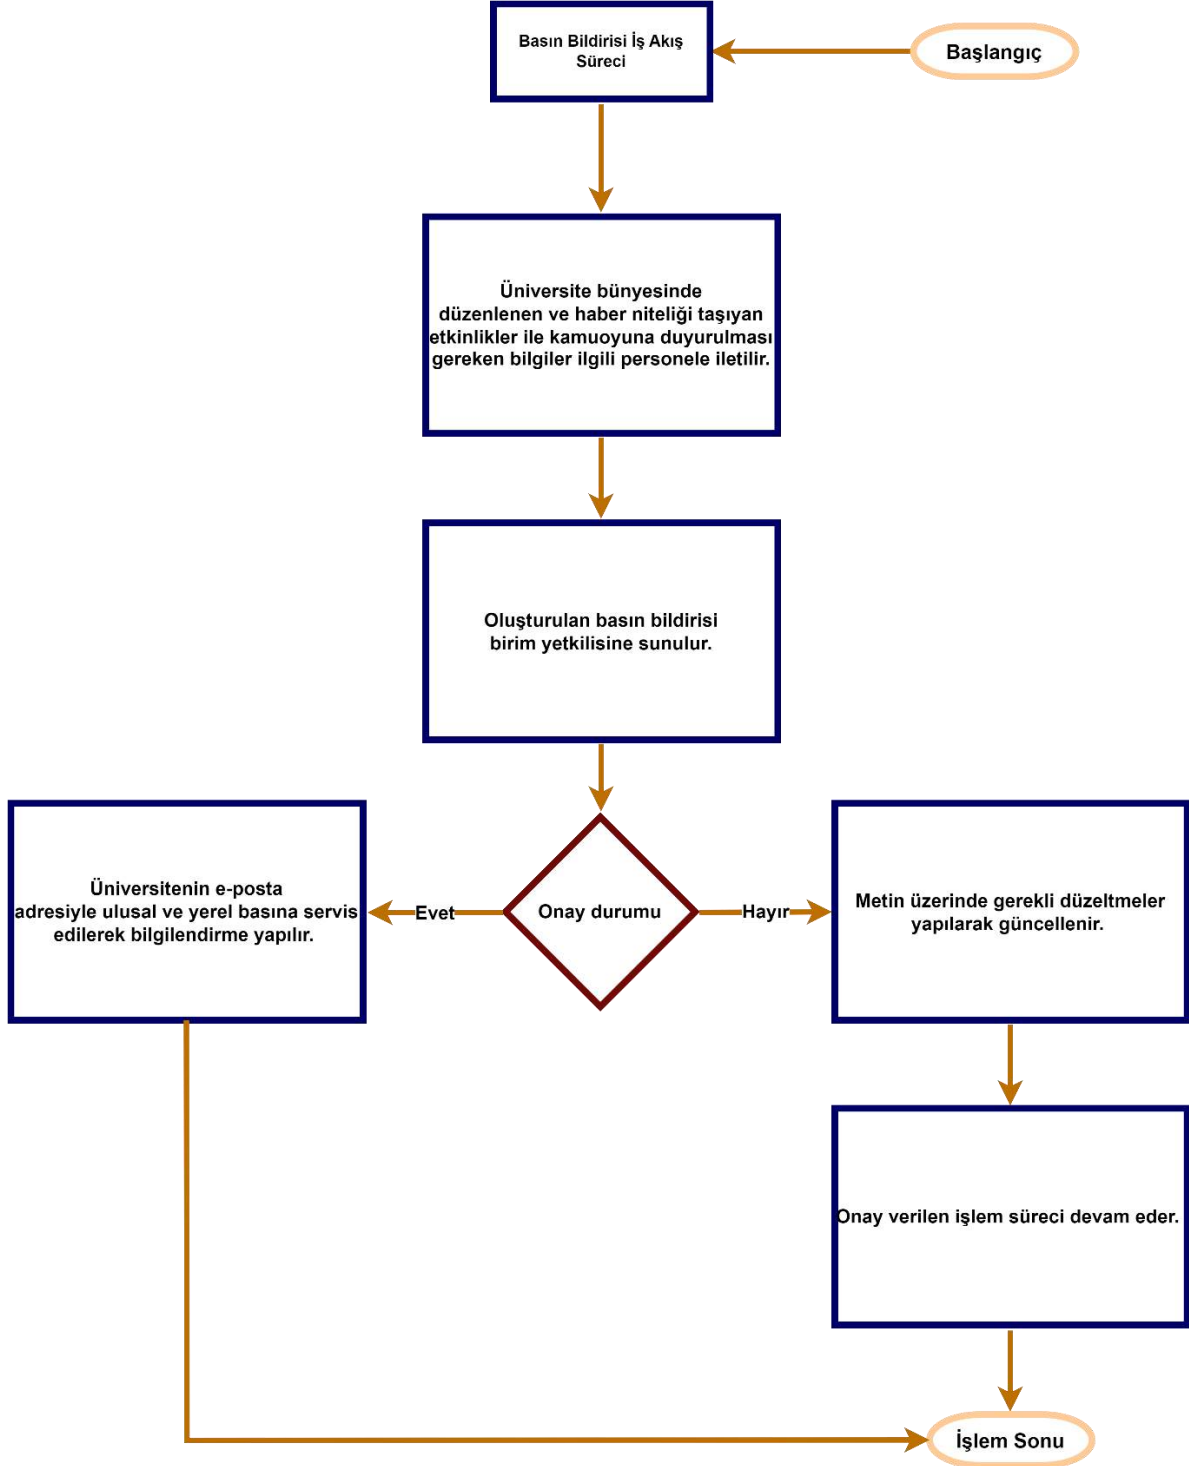 Basın Bildirisi İş Akış
Süreci
Başlangıç
Üniversite bünyesinde
düzenlenen ve haber niteliği taşıyan
etkinlikler ile kamuoyuna duyurulması
gereken bilgiler ilgili personele iletilir.
Oluşturulan basın bildirisi
birim yetkilisine sunulur.
Üniversitenin e-posta
adresiyle ulusal ve yerel basına servis
edilerek bilgilendirme yapılır.
Evet
Onay durumu
Hayır
Metin üzerinde gerekli düzeltmeler
yapılarak güncellenir.
Onay verilen işlem süreci devam eder.
İşlem Sonu